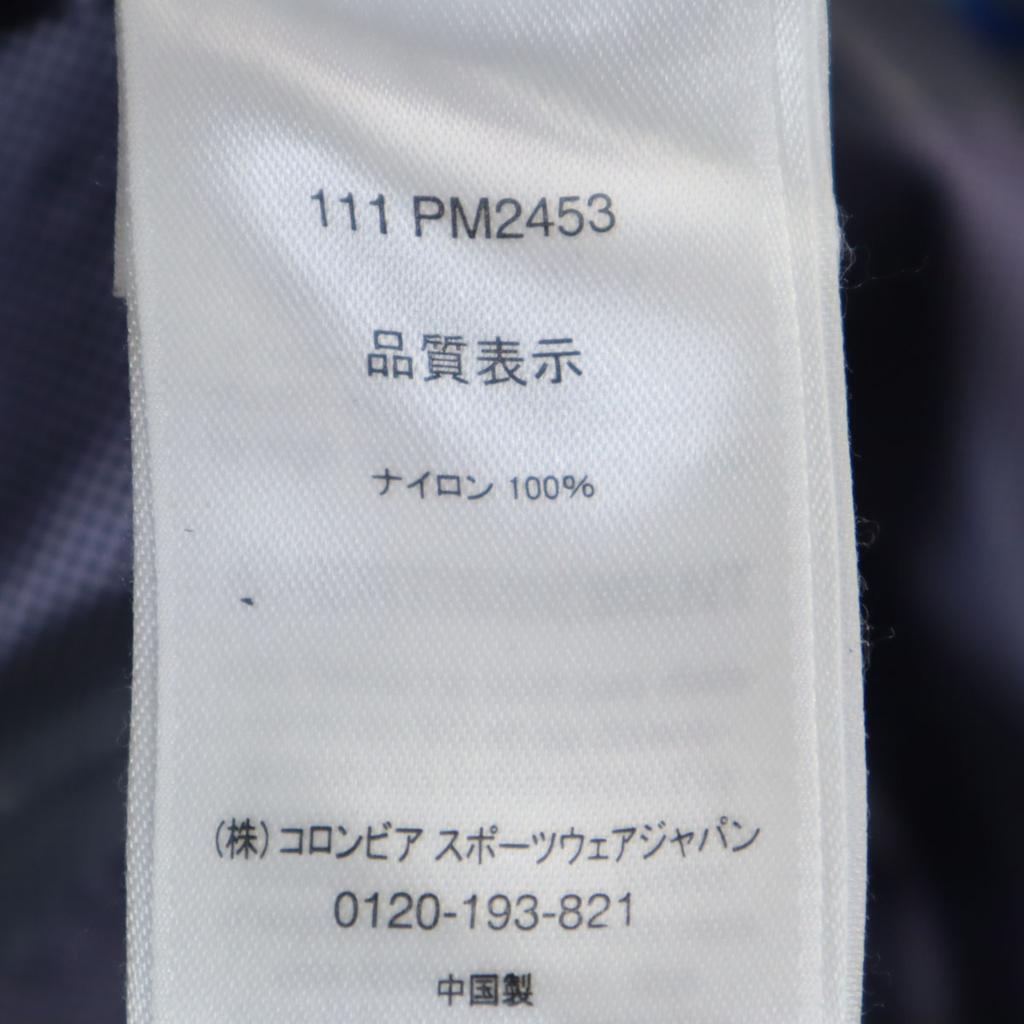 111 PM2453
品質表示
ナイロン 100%
(株)コロンビア スポーツウェアジャパン
0120-193-821
中国製